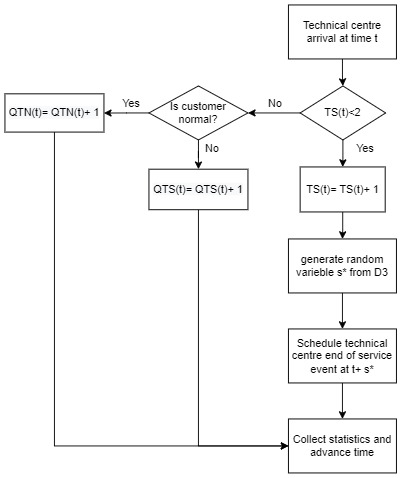 Technical centre
arrival at time t
QTN(t)= QTN(t)+ 1
Yes
Is customer
normal?
No
TS(t)<2
No
Yes
QTS(t)= QTS(t)+ 1
TS(t)= TS(t)+ 1
generate random
varieble s* from D3
Schedule technical
centre end of service
event at t+ s*
Collect statistics and
advance time